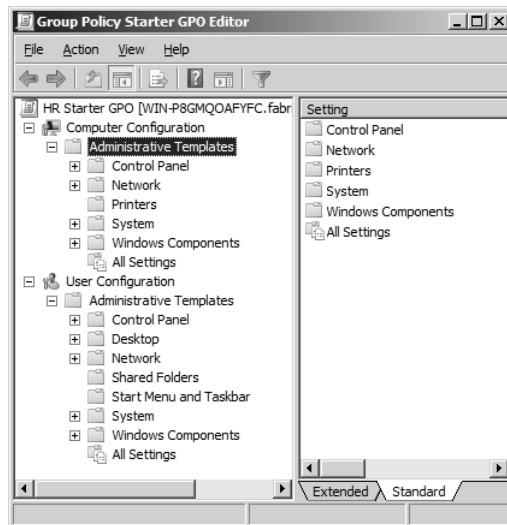 Group Policy Starter GPO Editor
File Action View Help
HR Starter GPO [WIN-P8GMQOAFYFC.fabr
Computer Configuration
Administrative Templates
Control Panel
Network
Printers
System
Windows Components
All Settings
User Configuration
Administrative Templates
Control Panel
Desktop
Network
Shared Folders
Start Menu and Taskbar
System
Windows Components
All Settings
Setting
Control Panel
Network
Printers
System
Windows Components
All Settings
Extended Standard